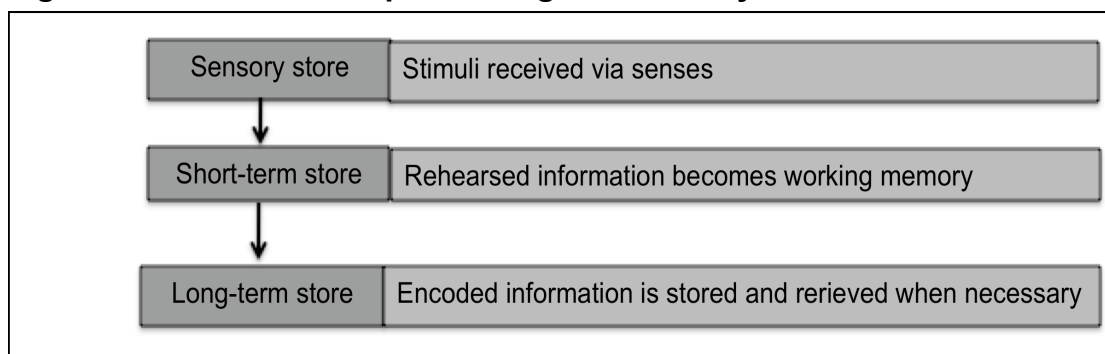 Sensory store Stimuli received via senses
Short-term store Rehearsed information becomes working memory
Long-term store Encoded information is stored and rerieved when necessary